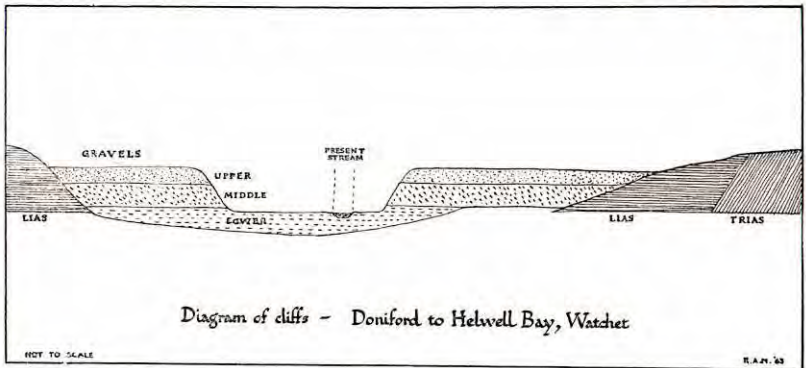 GRAVELS
PRESENT
STREAM
UPPER
MIDDLE
LOWER
LIAS
LIAS
TRIAS
Diagram of cliffs - Doniford to Helwell Bay, Watchet
NOT TO SCALE
R.A.N. '63